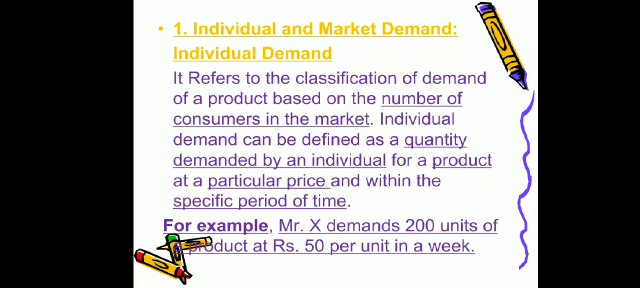 • 1. Individual and Market Demand:
Individual Demand
It Refers to the classification of demand
of a product based on the number of
consumers in the market. Individual
demand can be defined as a quantity
demanded by an individual for a product
at a particular price and within the
specific period of time.
For example, Mr. X demands 200 units of
product at Rs. 50 per unit in a week.